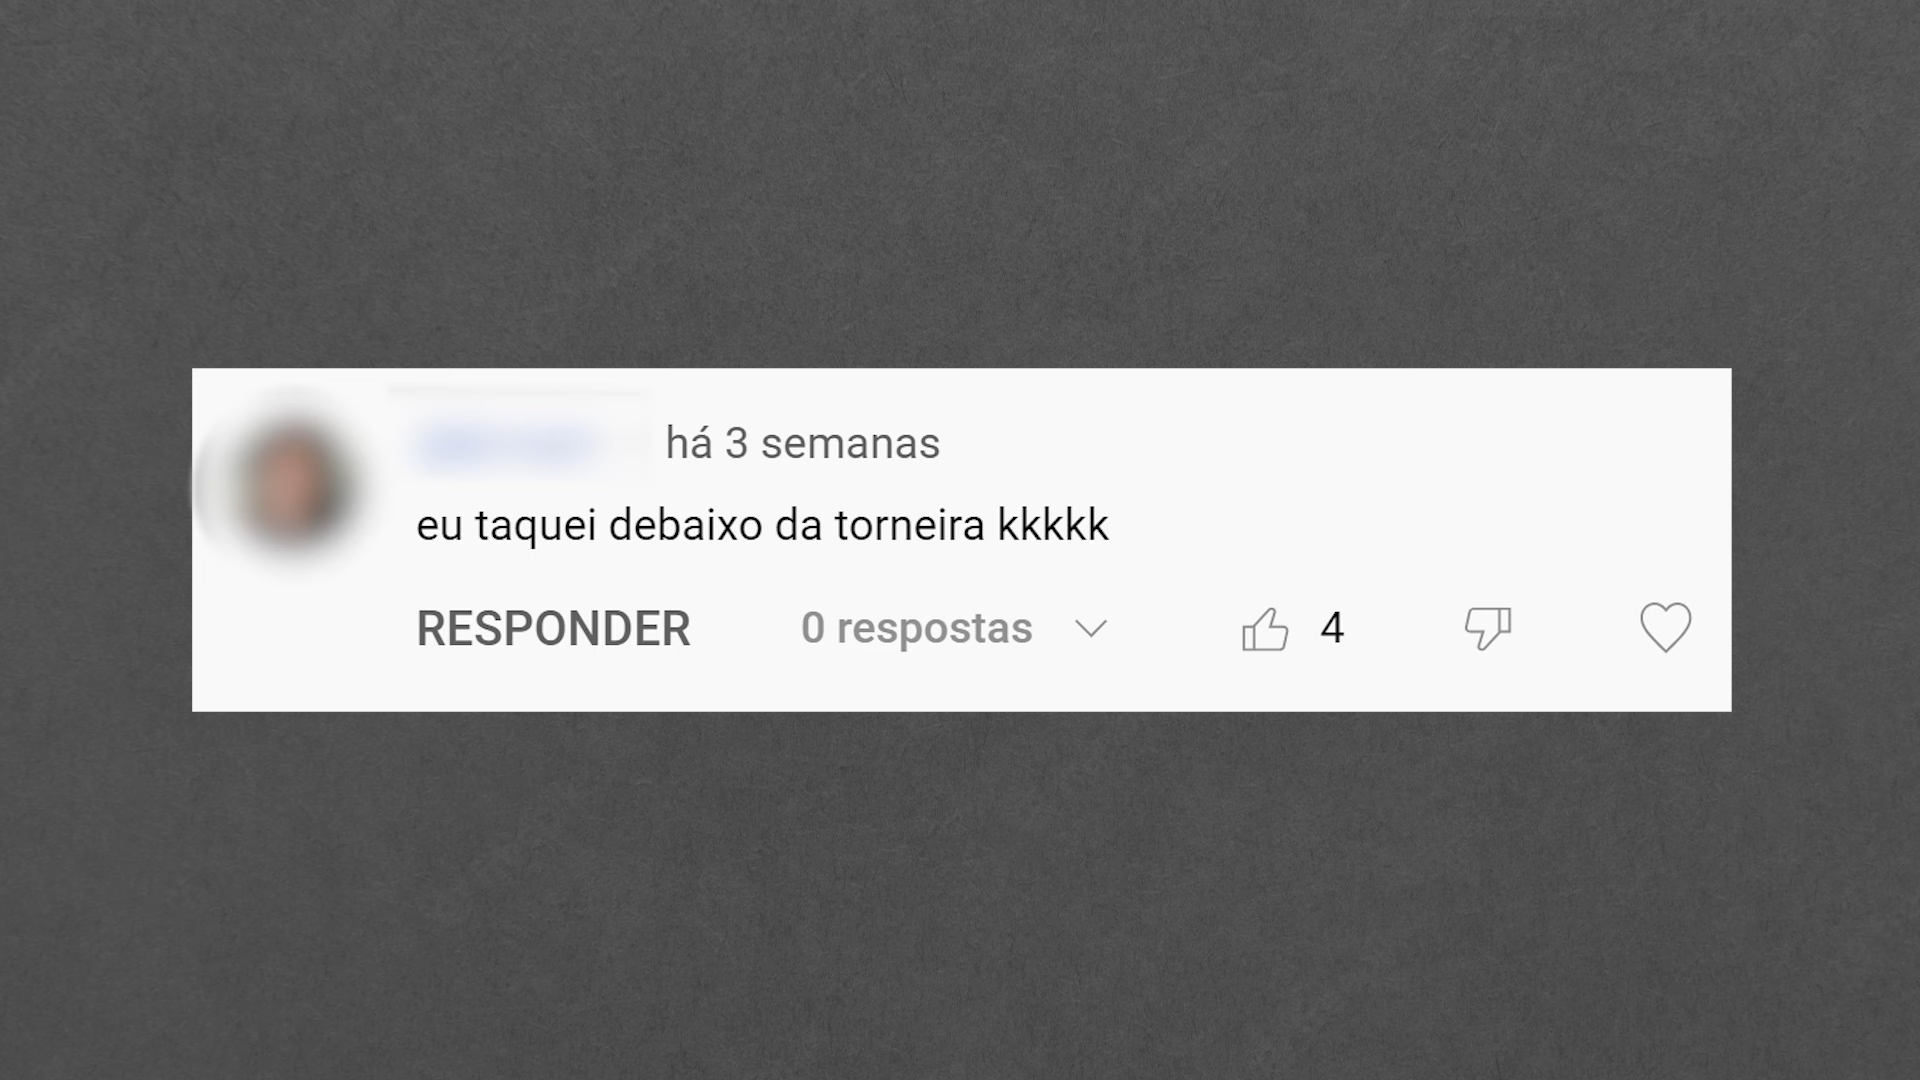 há 3 semanas
eu taquei debaixo da torneira kkkkk
RESPONDER 0 respostas 4